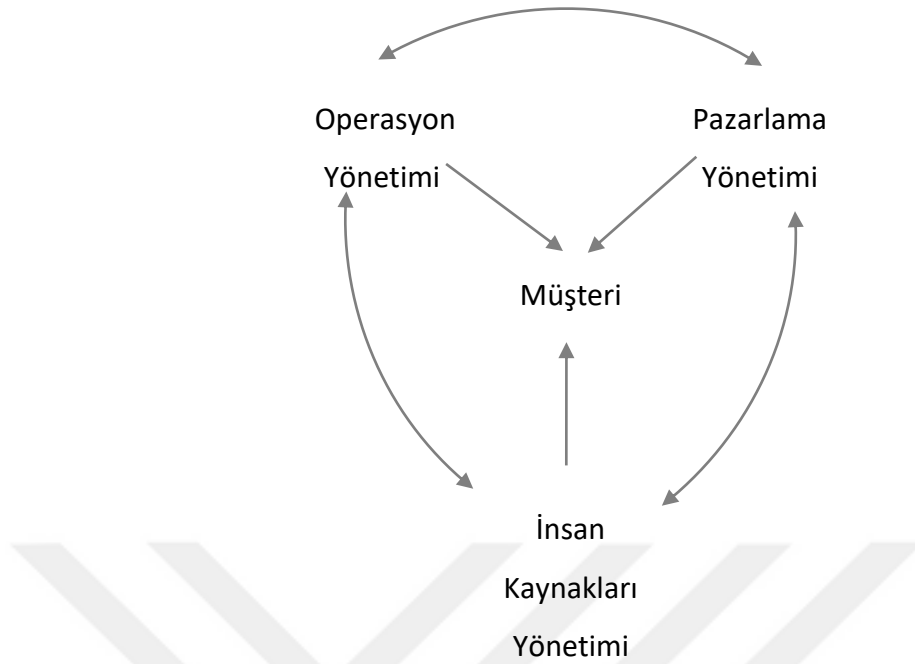 Operasyon
Yönetimi
Pazarlama
Yönetimi
Müşteri
İnsan
Kaynakları
Yönetimi